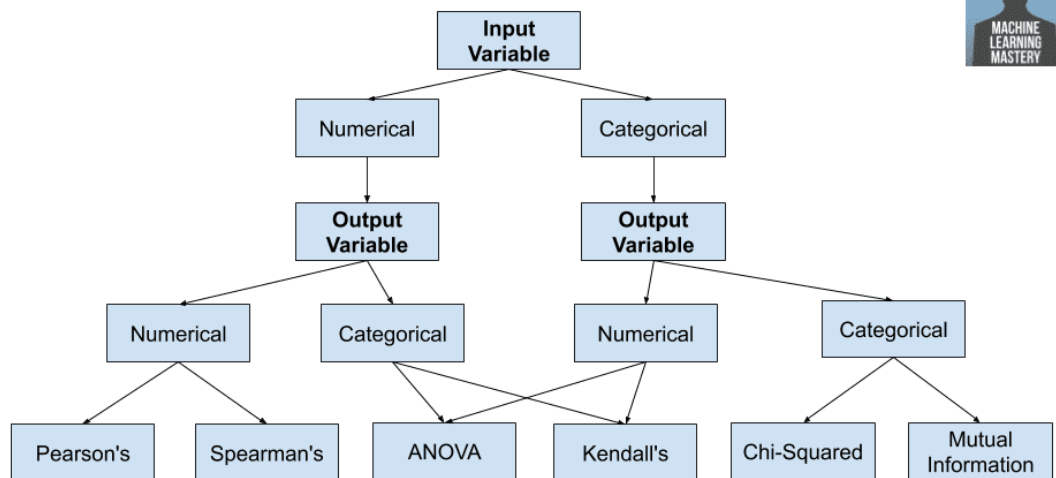 Input
Variable
MACHINE
LEARNING
MASTERY
Numerical
Categorical
Output
Variable
Output
Variable
Numerical
Categorical
Numerical
Categorical
Pearson's
Spearman's
ANOVA
Kendall's
Chi-Squared
Mutual
Information